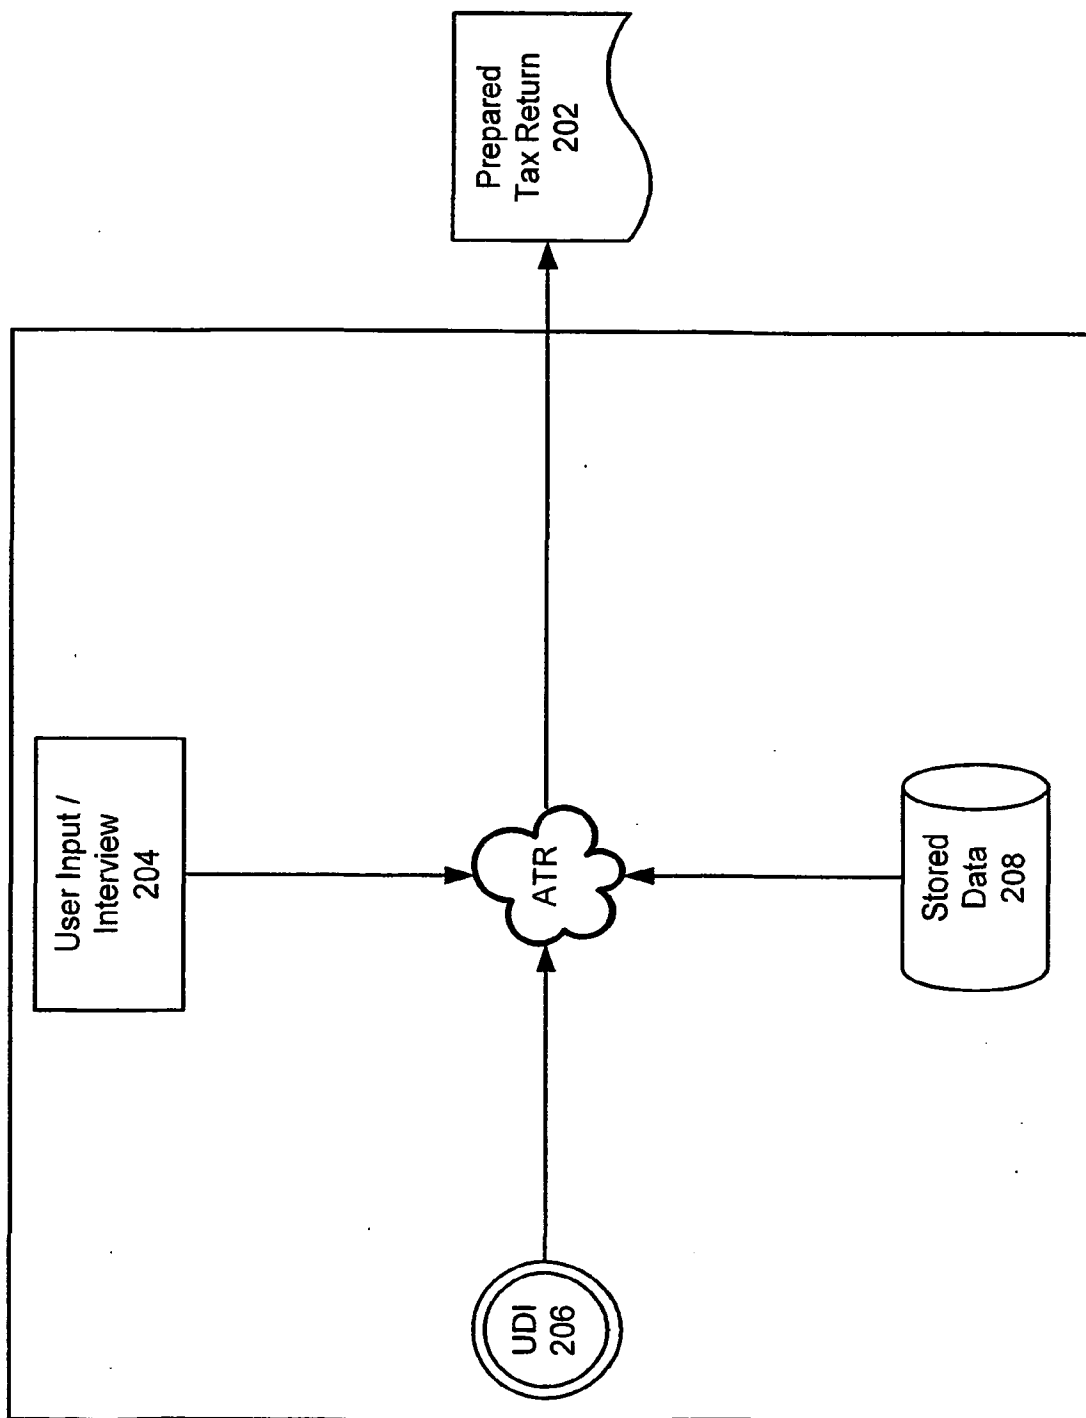 User Input /
Interview
204
UDI
206
ATR
Stored
Data
208
Prepared
Tax Return
202